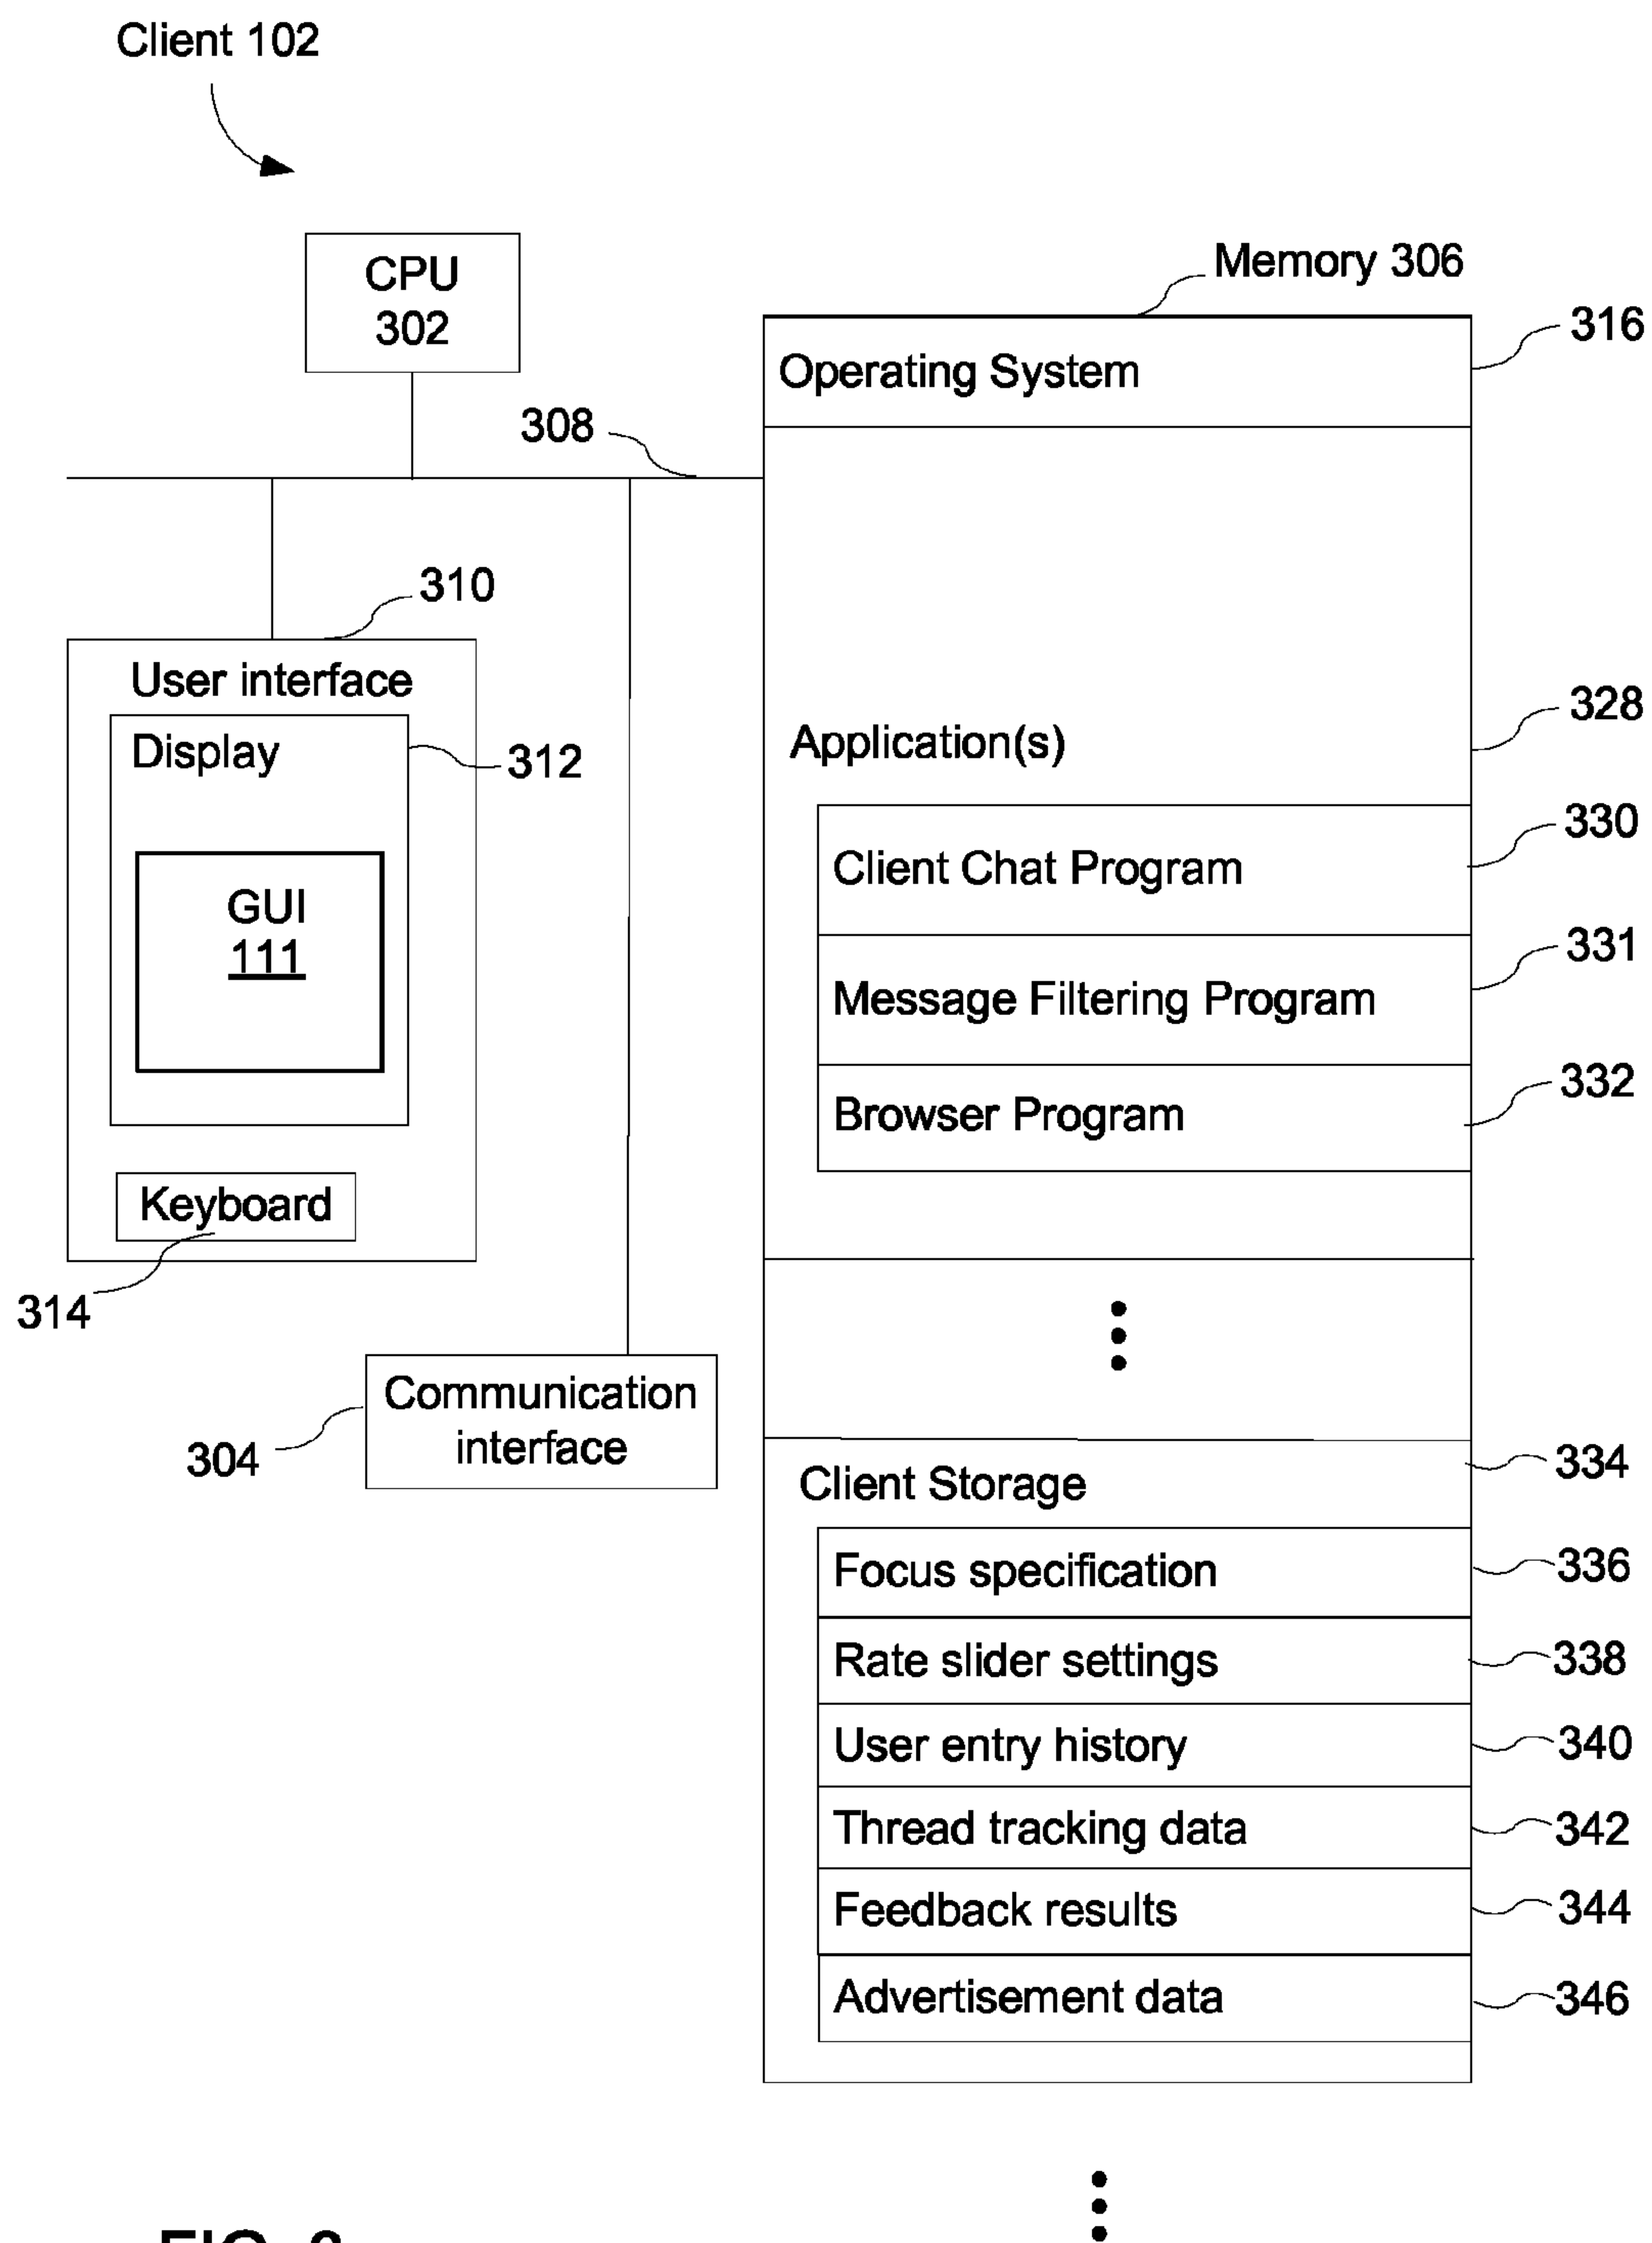 Client 102
CPU
302
Memory 306
316
Operating System
308
310
User interface
328
Display
312
Application(s)
330
Client Chat Program
GUI
111
331
Message Filtering Program
332
Browser Program
Keyboard
314
Communication
interface
304
334
Client Storage
Focus specification
336
Rate slider settings
338
User entry history
340
Thread tracking data
342
Feedback results
344
Advertisement data
346